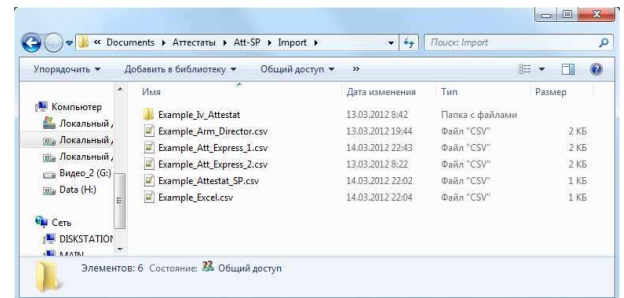 « Documents ▸ Аттестаты ▸ Att-SP ▸ Import ▸ Поиск: Import
Упорядочить ▾ Добавить в библиотеку ▾ Общий доступ ▾ »
Имя Дата изменения Тип Размер
Компьютер
Локальный
Локальный
Локальный
Видео_2 (G:)
Data (H:)
Сеть
DISKSTATION
MAIN
Example_Iv_Attestat 13.03.2012 8:42 Папка с файлами
Example_Arm_Director.csv 13.03.2012 19:44 Файл "CSV" 2 КБ
Example_Att_Express_1.csv 14.03.2012 22:43 Файл "CSV" 2 КБ
Example_Att_Express_2.csv 13.03.2012 8:22 Файл "CSV" 2 КБ
Example_Attestat_SP.csv 14.03.2012 22:02 Файл "CSV" 1 КБ
Example_Excel.csv 14.03.2012 22:04 Файл "CSV" 1 КБ
Элементов: 6 Состояние: Общий доступ